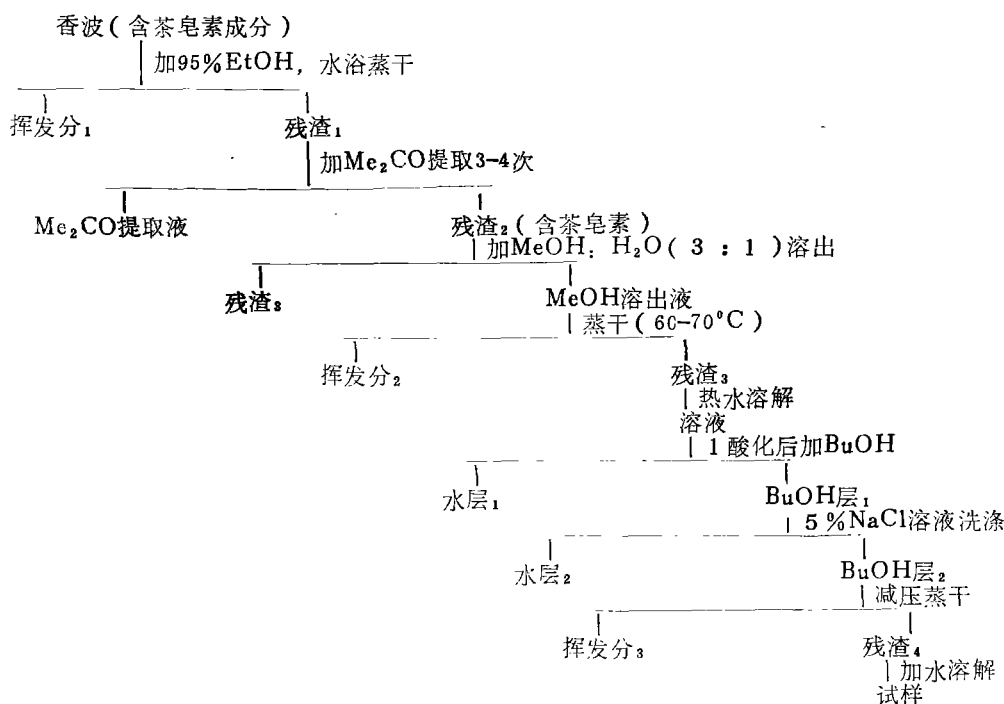 香波(含茶皂素成分)
加95%EtOH, 水浴蒸干
挥发分₁ 残渣₁
加Me₂CO提取3-4次
Me₂CO提取液 残渣₂(含茶皂素)
加MeOH: H₂O(3:1)溶出
残渣₃ MeOH溶出液
蒸干(60-70°C)
挥发分₂ 残渣₃
热水溶解
溶液
1酸化后加BuOH
水层₁ BuOH层₁
5%NaCl溶液洗涤
水层₂ BuOH层₂
减压蒸干
挥发分₃ 残渣₄
加水溶解
试样